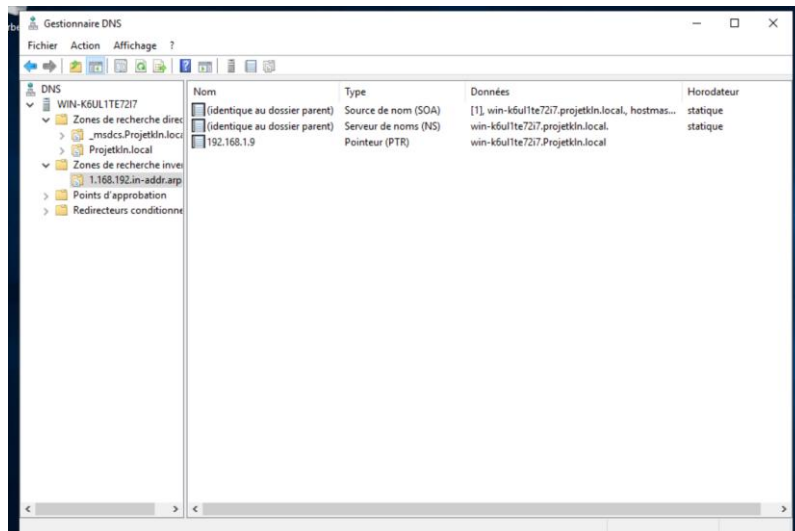 Gestionnaire DNS
Fichier Action Affichage ?
DNS
WIN-K6UL1TE72I7
Zones de recherche direc
_msdcs.Projetkln.loca
Projetkln.local
Zones de recherche inver
1.168.192.in-addr.arp
Points d'approbation
Redirecteurs conditionne
Nom Type Données Horodateur
(identique au dossier parent) Source de nom (SOA) [1], win-k6ul1te72i7.projetkln.local., hostmas... statique
(identique au dossier parent) Serveur de noms (NS) win-k6ul1te72i7.projetkln.local. statique
192.168.1.9 Pointeur (PTR) win-k6ul1te72i7.Projetkln.local